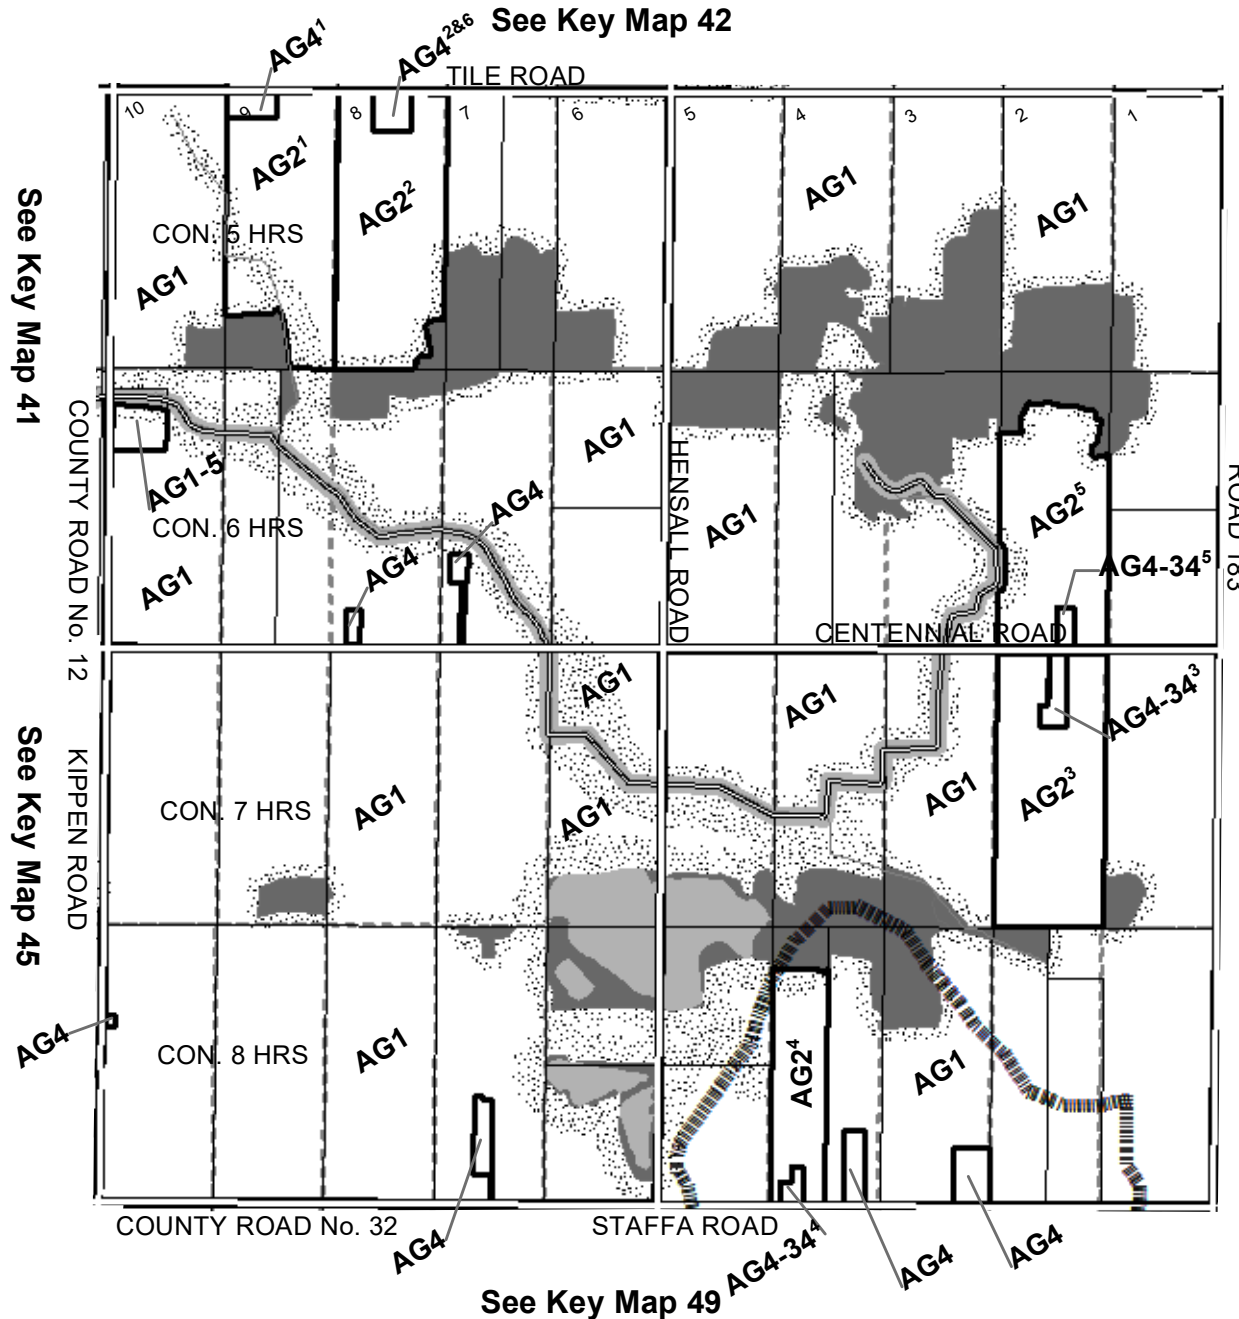 See Key Map 42
AG4¹
AG4²&⁶
TILE ROAD
10
9
8
7
6
5
4
3
2
1
AG2¹
AG2²
AG1
AG1
CON. 5 HRS
AG1
See Key Map 41
COUNTY ROAD No. 12
AG1-5
CON. 6 HRS
AG1
AG4
AG4
AG1
HENSALL ROAD
AG1
AG2⁵
AG4-34⁵
ROAD 183
CENTENNIAL ROAD
AG1
AG1
AG4-34³
See Key Map 45
KIPPEN ROAD
CON. 7 HRS
AG1
AG1
AG1
AG2³
AG4
CON. 8 HRS
AG1
AG2⁴
AG1
COUNTY ROAD No. 32
STAFFA ROAD
AG4
AG4-34⁴
AG4
AG4
See Key Map 49